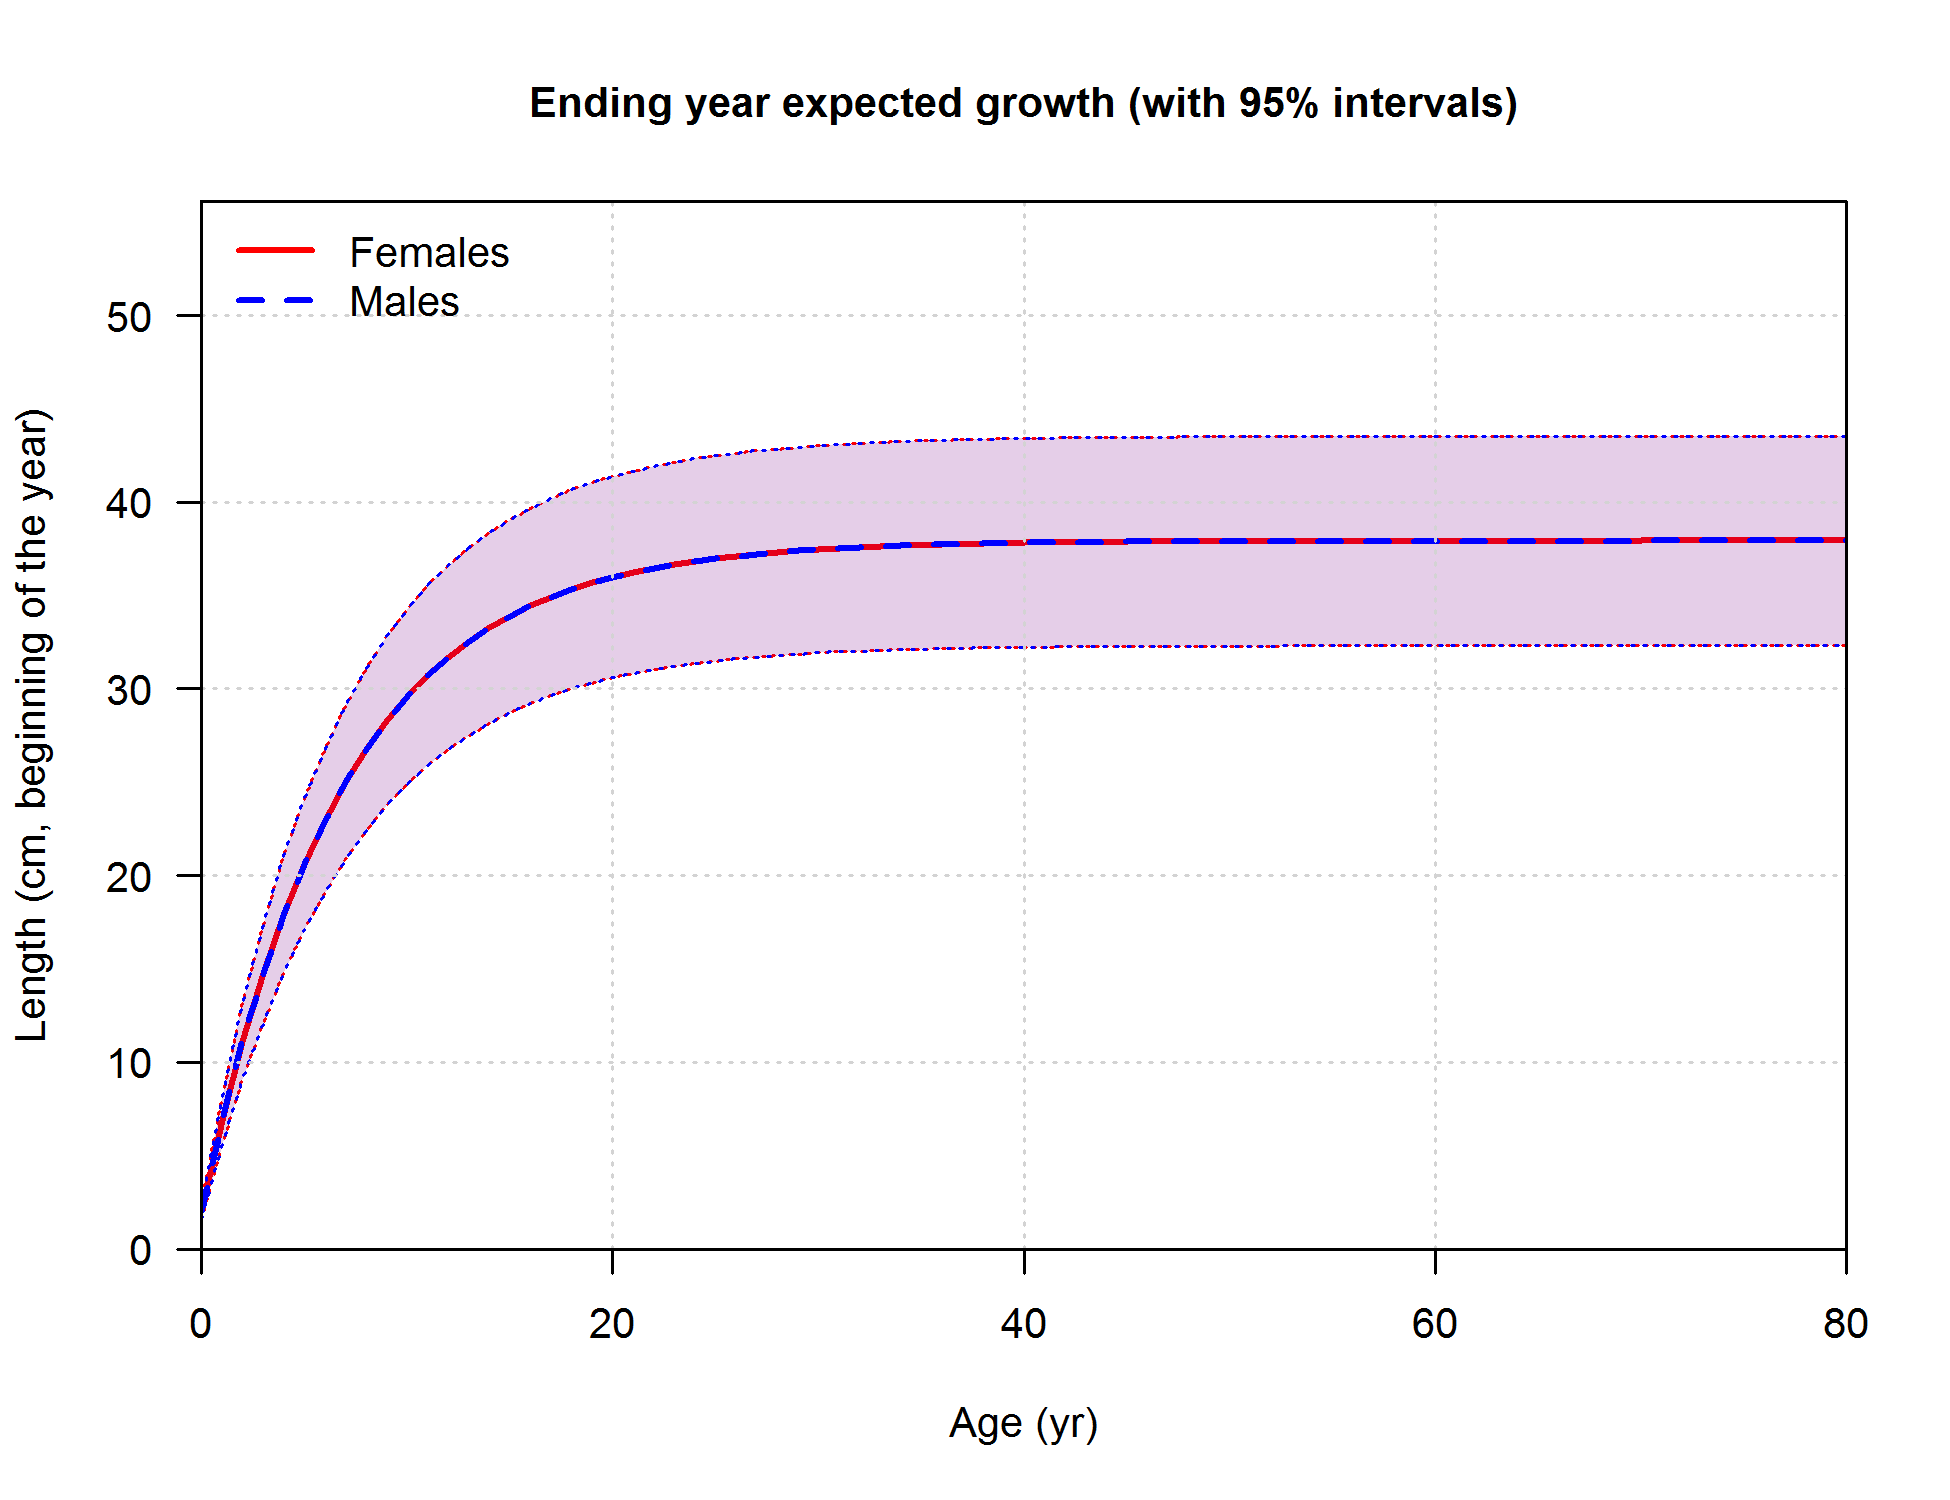 Ending year expected growth (with 95% intervals)
Females
Males
50
40
30
20
10
0
Length (cm, beginning of the year)
0 20 40 60 80
Age (yr)